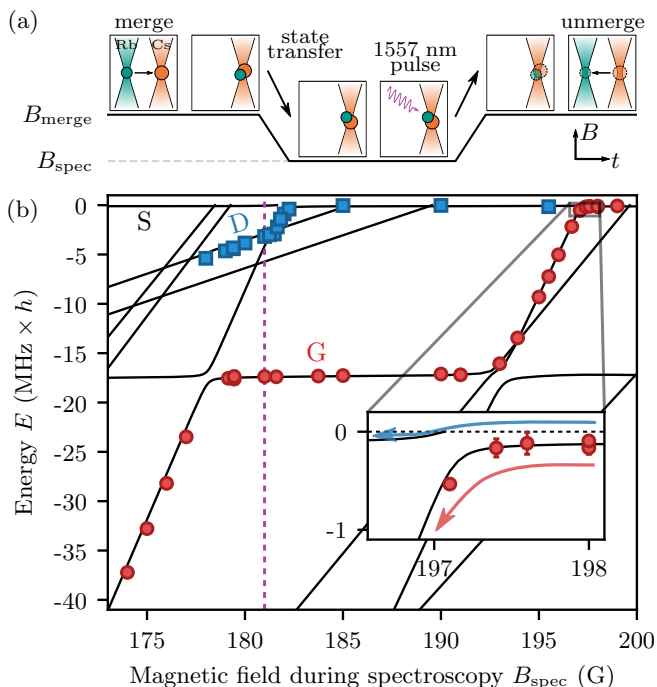 (a)
merge
Rb
Cs
state
transfer
1557 nm
pulse
unmerge
B_merge
B_spec
B
t
(b)
S
D
G
0
-5
-10
-15
-20
-25
-30
-35
-40
Energy E (MHz × h)
0
-1
197
198
175
180
185
190
195
200
Magnetic field during spectroscopy B_spec (G)